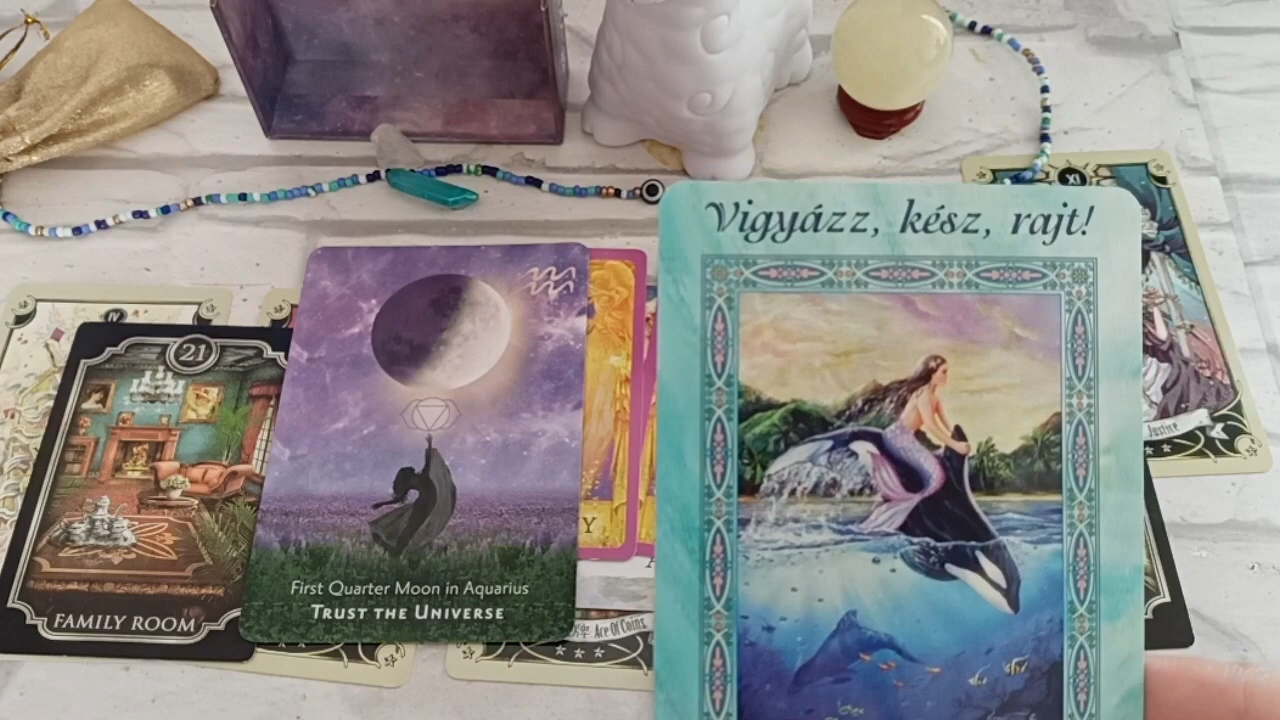 Vigyázz, kész, rajt!
XI
IV
21
FAMILY ROOM
First Quarter Moon in Aquarius
TRUST THE UNIVERSE
Y
Ace Of Coins
Justice